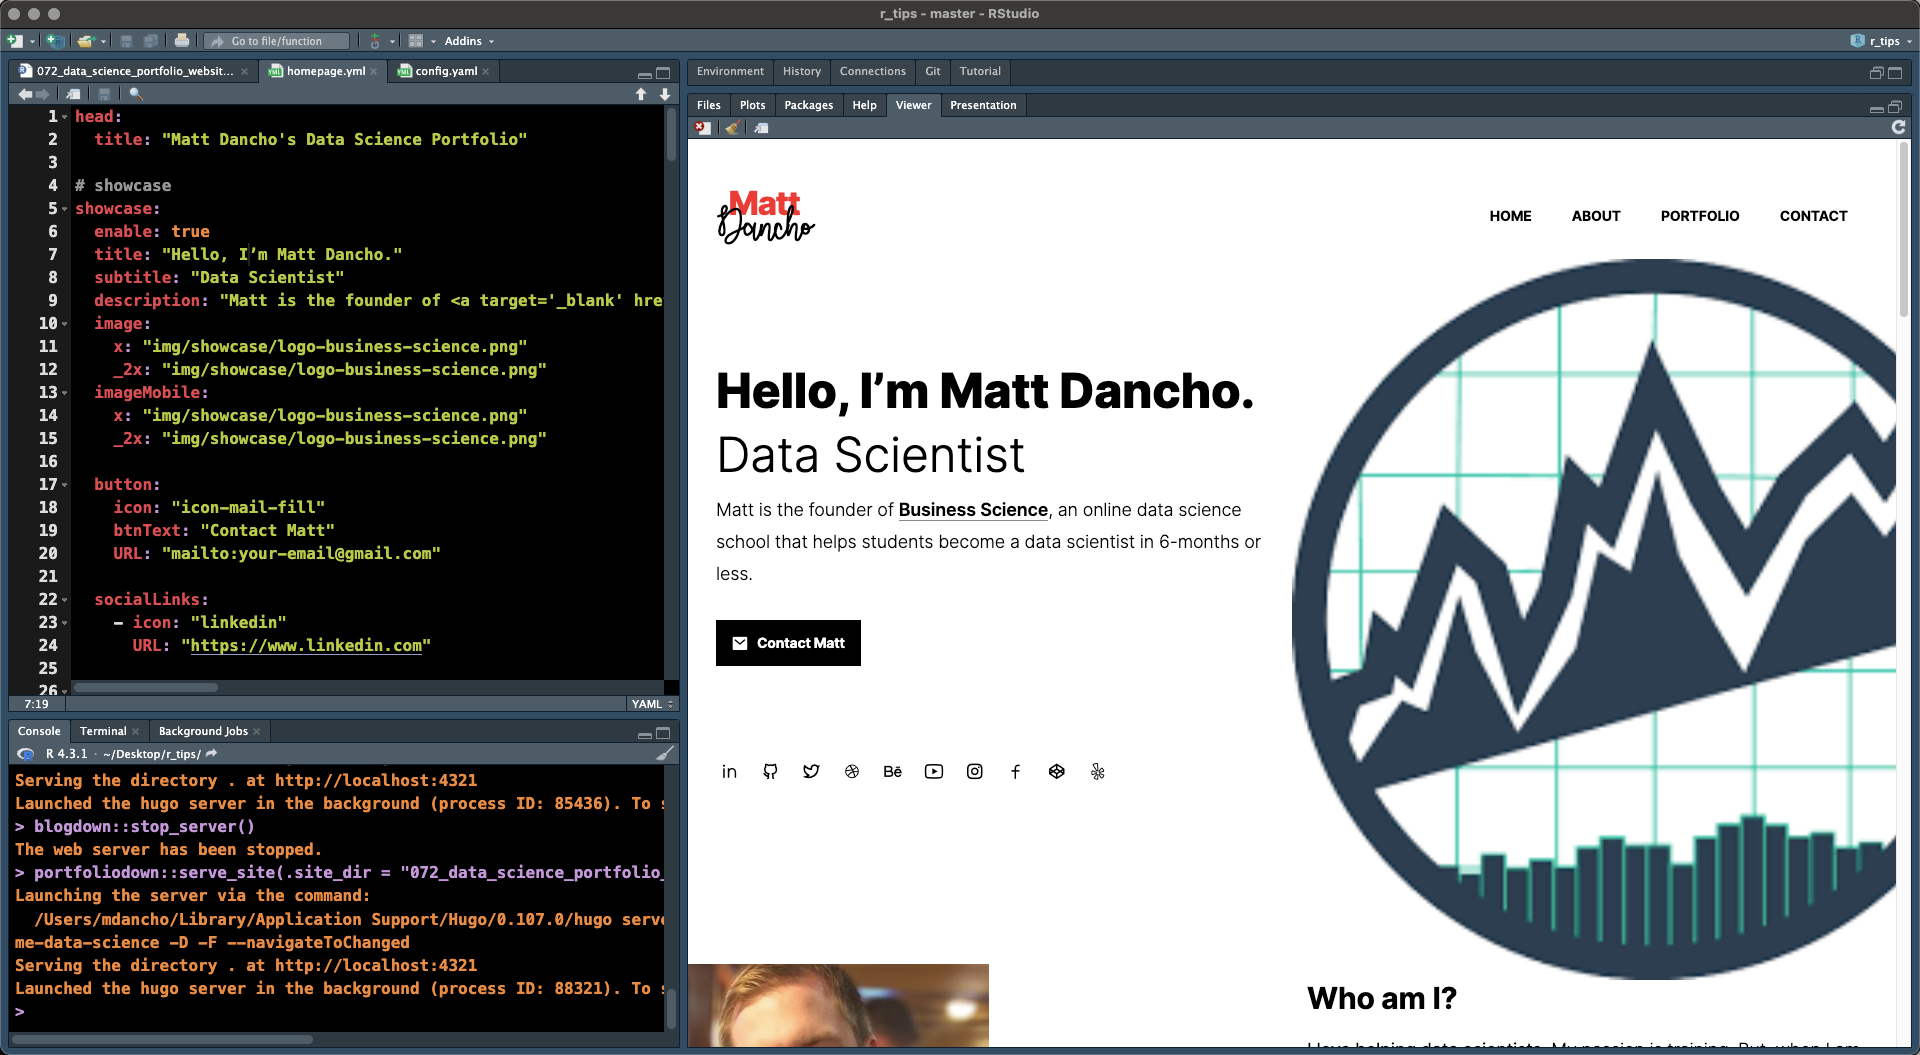 r_tips - master - RStudio
Go to file/function
Addins
r_tips
072_data_science_portfolio_websit...
homepage.yml
config.yaml
1 head:
2 title: "Matt Dancho's Data Science Portfolio"
3
4 # showcase
5 showcase:
6 enable: true
7 title: "Hello, I’m Matt Dancho."
8 subtitle: "Data Scientist"
9 description: "Matt is the founder of <a target='_blank' hre
10 image:
11 x: "img/showcase/logo-business-science.png"
12 _2x: "img/showcase/logo-business-science.png"
13 imageMobile:
14 x: "img/showcase/logo-business-science.png"
15 _2x: "img/showcase/logo-business-science.png"
16
17 button:
18 icon: "icon-mail-fill"
19 btnText: "Contact Matt"
20 URL: "mailto:your-email@gmail.com"
21
22 socialLinks:
23 - icon: "linkedin"
24 URL: "https://www.linkedin.com"
25
26
7:19
YAML
Console Terminal Background Jobs
R 4.3.1 · ~/Desktop/r_tips/
Serving the directory . at http://localhost:4321
Launched the hugo server in the background (process ID: 85436). To s
> blogdown::stop_server()
The web server has been stopped.
> portfoliodown::serve_site(.site_dir = "072_data_science_portfolio_
Launching the server via the command:
/Users/mdancho/Library/Application Support/Hugo/0.107.0/hugo serve
me-data-science -D -F --navigateToChanged
Serving the directory . at http://localhost:4321
Launched the hugo server in the background (process ID: 88321). To s
>
Environment History Connections Git Tutorial
Files Plots Packages Help Viewer Presentation
Matt
Dancho
HOME ABOUT PORTFOLIO CONTACT
Hello, I’m Matt Dancho.
Data Scientist
Matt is the founder of Business Science, an online data science
school that helps students become a data scientist in 6-months or
less.
Contact Matt
in
Bē
f
Who am I?
I love helping data scientists. My passion is training. But, when I am